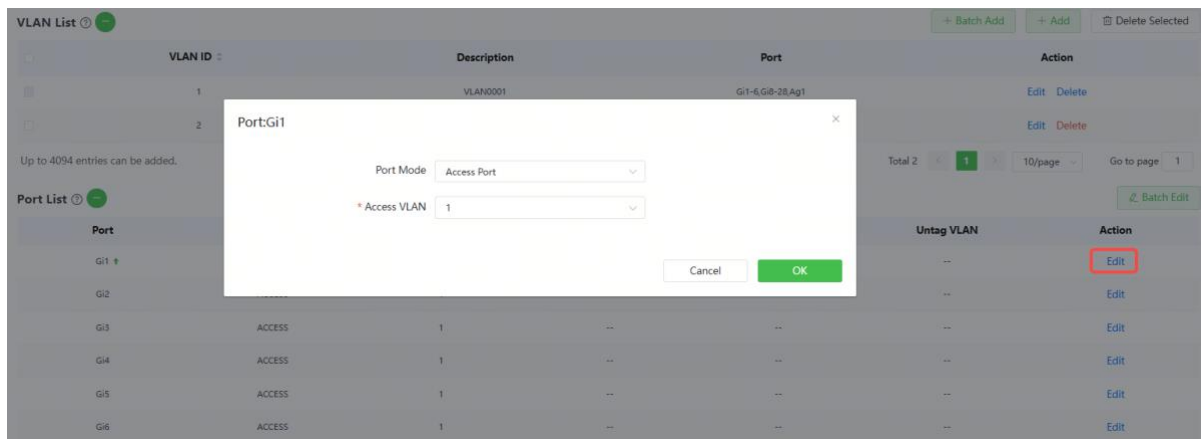 VLAN List ? + Batch Add + Add Delete Selected
VLAN ID Description Port Action
1 VLAN0001 Gi1-6,Gi8-28,Ag1 Edit Delete
2 Edit Delete
Up to 4094 entries can be added. Total 2 1 10/page Go to page 1
Port List ? Batch Edit
Port Untag VLAN Action
Gi1 -- Edit
Gi2 -- Edit
Gi3 ACCESS 1 -- -- -- Edit
Gi4 ACCESS 1 -- -- -- Edit
Gi5 ACCESS 1 -- -- -- Edit
Gi6 ACCESS 1 -- -- -- Edit
Port:Gi1 ×
Port Mode Access Port
* Access VLAN 1
Cancel OK